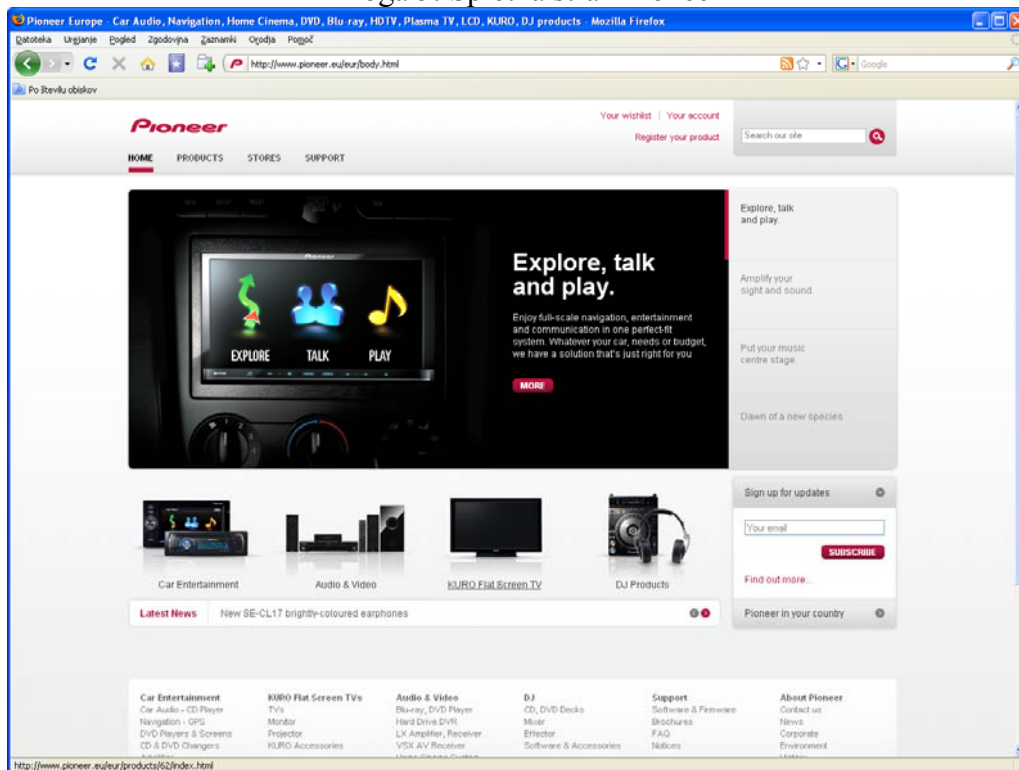 Pioneer Europe - Car Audio, Navigation, Home Cinema, DVD, Blu-ray, HDTV, Plasma TV, LCD, KURO, DJ products - Mozilla Firefox
Datoteka Urejanje Pogled Zgodovina Zaznamki Orodja Pomoč
http://www.pioneer.eu/eur/body.html
Google
Po številu obiskov
Pioneer
Your wishlist | Your account
Register your product
Search our site
HOME PRODUCTS STORES SUPPORT
Pioneer
EXPLORE TALK PLAY
Explore, talk
and play.
Enjoy full-scale navigation, entertainment
and communication in one perfect-fit
system. Whatever your car, needs or budget,
we have a solution that's just right for you
MORE
Explore, talk
and play.
Amplify your
sight and sound.
Put your music
centre stage.
Dawn of a new species
Car Entertainment
Audio & Video
KURO Flat Screen TV
DJ Products
Sign up for updates
Your email
SUBSCRIBE
Find out more...
Latest News New SE-CL17 brightly-coloured earphones
Pioneer in your country
Car Entertainment KURO Flat Screen TVs Audio & Video DJ Support About Pioneer
Car Audio - CD Player TVs Blu-ray, DVD Player CD, DVD Decks Software & Firmware Contact us
Navigation - GPS Monitor Hard Drive DVR Mixer Brochures News
DVD Players & Screens Projector LX Amplifier, Receiver Effector FAQ Corporate
CD & DVD Changers KURO Accessories VSX AV Receiver Software & Accessories Notices Environment
http://www.pioneer.eu/eur/products/62/index.html